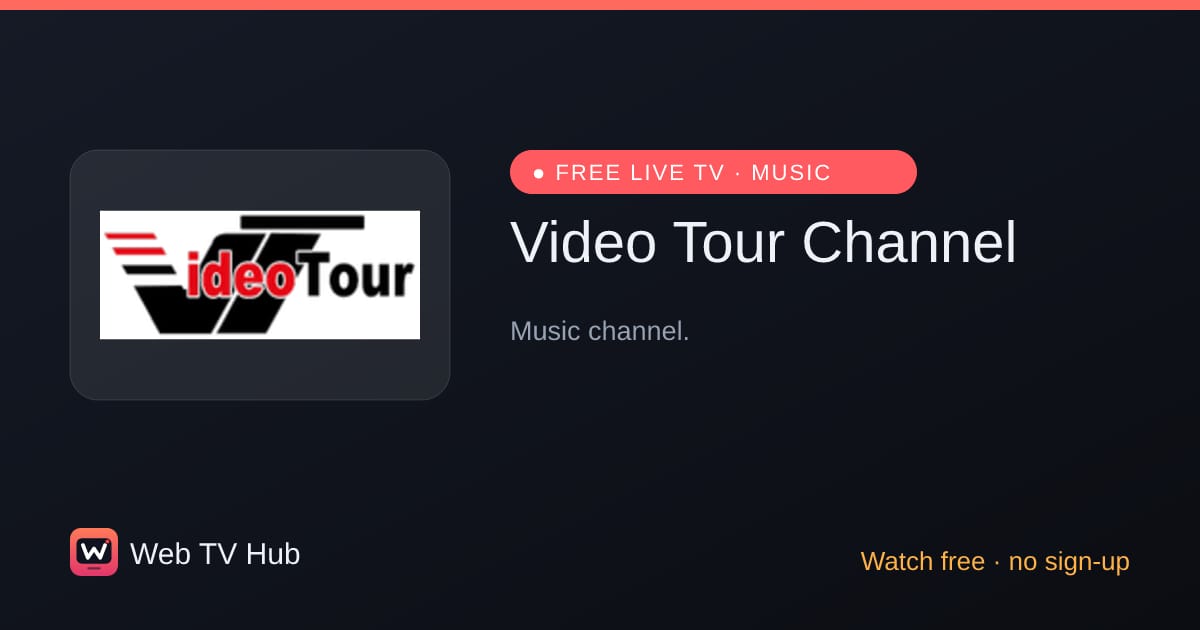 ideoTour
• FREE LIVE TV · MUSIC
Video Tour Channel
Music channel.
W
Web TV Hub
Watch free · no sign-up